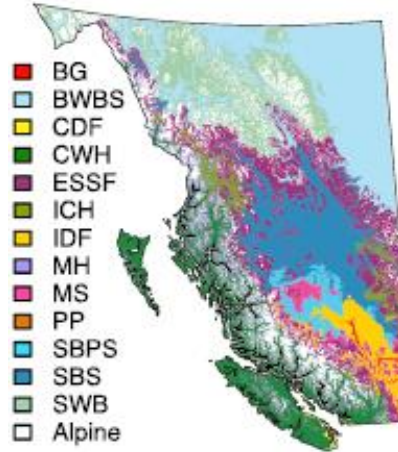 BG
BWBS
CDF
CWH
ESSF
ICH
IDF
MH
MS
PP
SBPS
SBS
SWB
Alpine